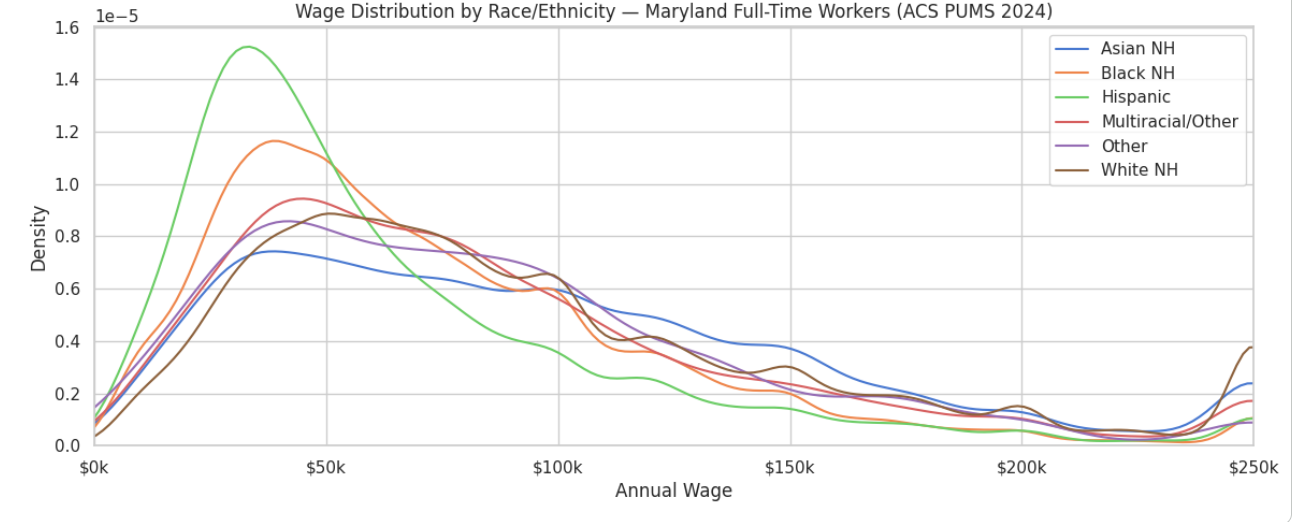 Wage Distribution by Race/Ethnicity — Maryland Full-Time Workers (ACS PUMS 2024)
1e−5
1.6
1.4
1.2
1.0
0.8
0.6
0.4
0.2
0.0
Density
Asian NH
Black NH
Hispanic
Multiracial/Other
Other
White NH
$0k $50k $100k $150k $200k $250k
Annual Wage